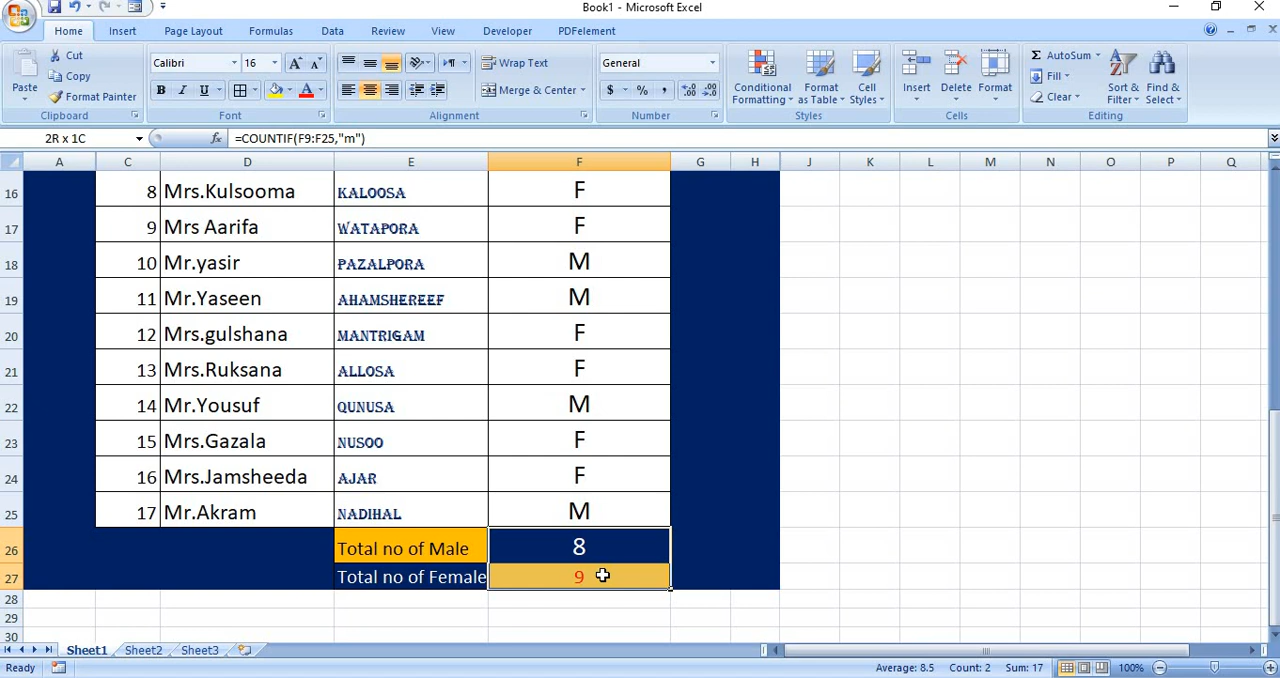 Book1 - Microsoft Excel
Home Insert Page Layout Formulas Data Review View Developer PDFelement
Paste Cut Copy Format Painter
Calibri 16 A A B I U A
Wrap Text Merge & Center
General $ % ,
Conditional Formatting Format as Table Cell Styles
Insert Delete Format
Σ AutoSum Fill Clear Sort & Filter Find & Select
Clipboard Font Alignment Number Styles Cells Editing
2R x 1C fx =COUNTIF(F9:F25,"m")
A C D E F G H J K L M N O P Q
16 8 Mrs.Kulsooma KALOOSA F
17 9 Mrs Aarifa WATAPORA F
18 10 Mr.yasir PAZALPORA M
19 11 Mr.Yaseen AHAMSHEREEF M
20 12 Mrs.gulshana MANTRIGAM F
21 13 Mrs.Ruksana ALLOSA F
22 14 Mr.Yousuf QUNUSA M
23 15 Mrs.Gazala NUSOO F
24 16 Mrs.Jamsheeda AJAR F
25 17 Mr.Akram NADIHAL M
26 Total no of Male 8
27 Total no of Female 9
28
29
30
Sheet1 Sheet2 Sheet3
Ready Average: 8.5 Count: 2 Sum: 17 100%